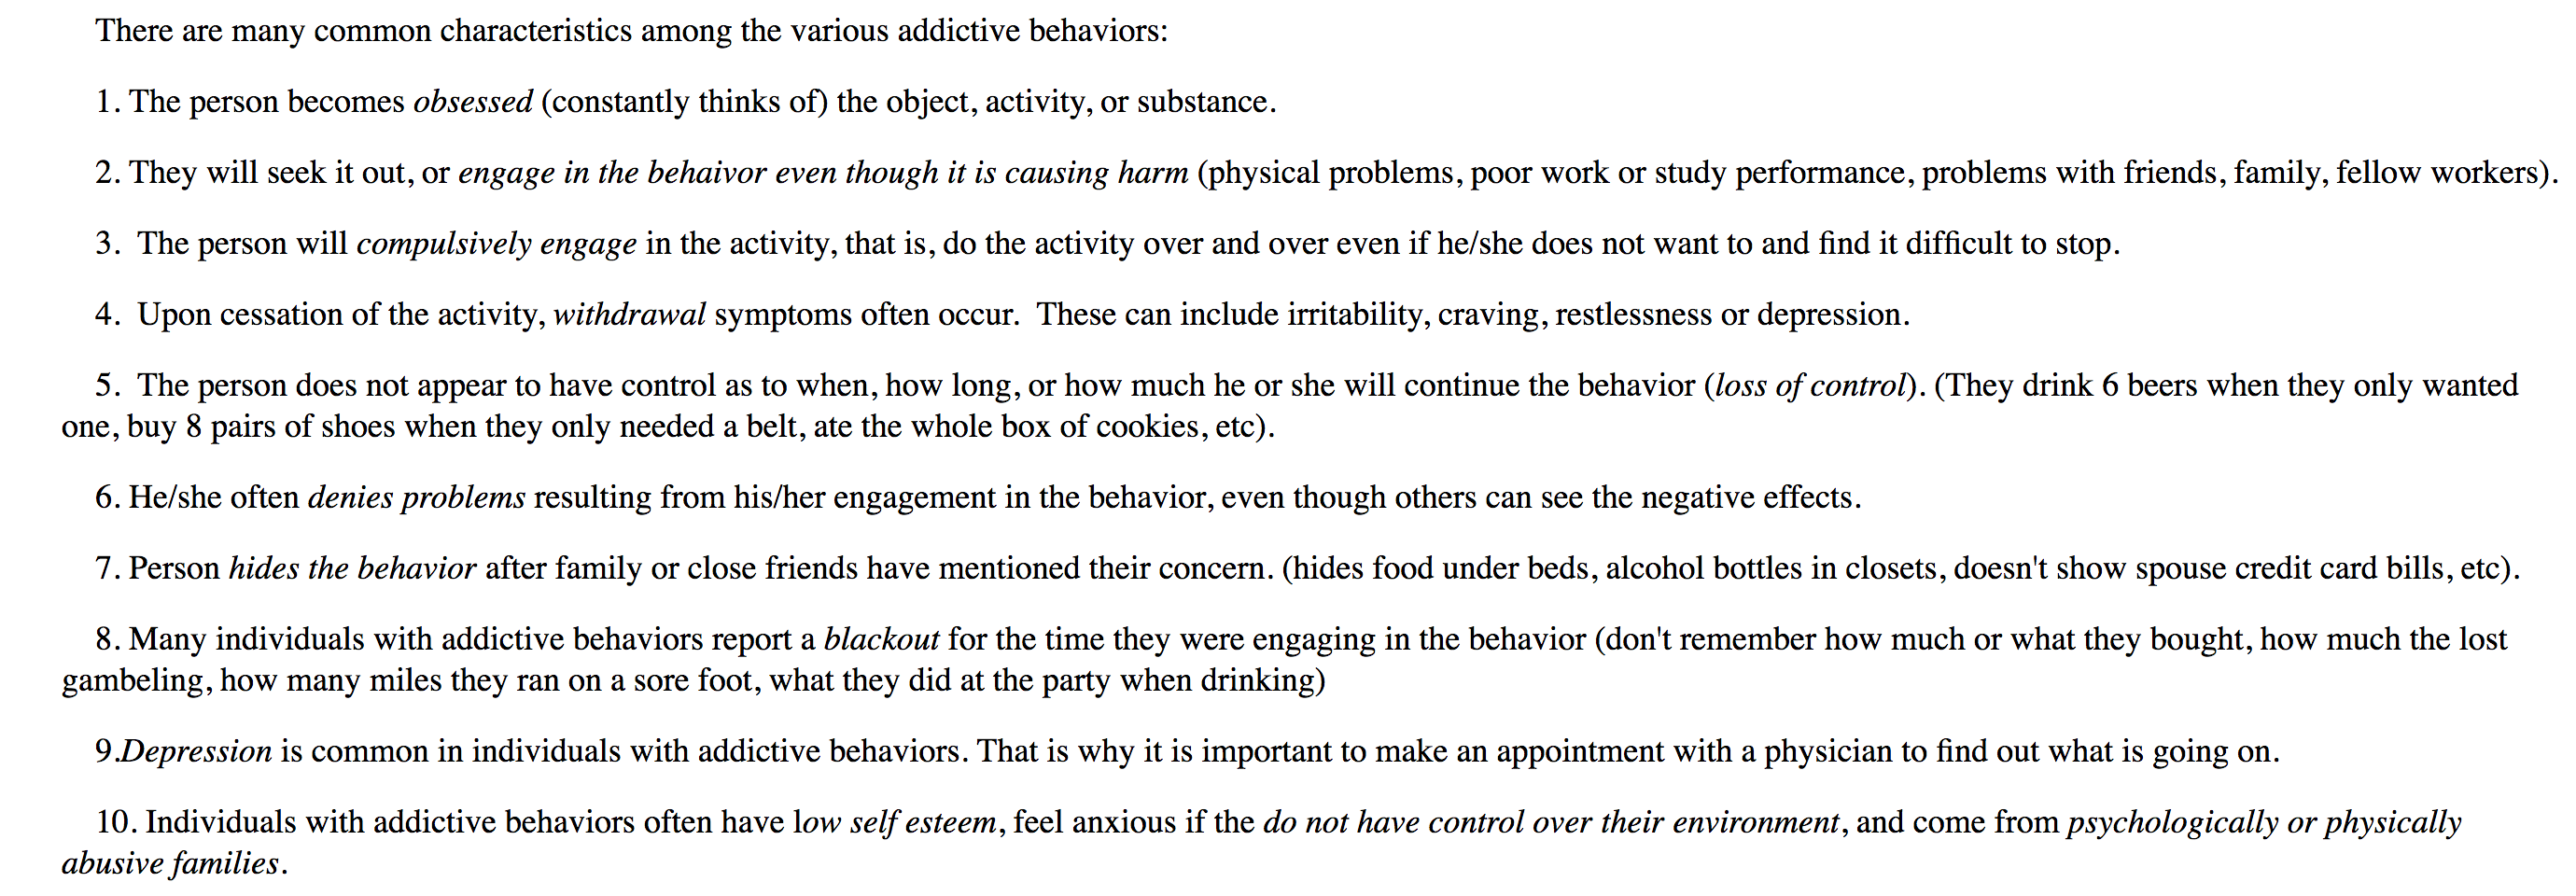 There are many common characteristics among the various addictive behaviors:
1. The person becomes obsessed (constantly thinks of) the object, activity, or substance.
2. They will seek it out, or engage in the behaivor even though it is causing harm (physical problems, poor work or study performance, problems with friends, family, fellow workers).
3.  The person will compulsively engage in the activity, that is, do the activity over and over even if he/she does not want to and find it difficult to stop.
4.  Upon cessation of the activity, withdrawal symptoms often occur.  These can include irritability, craving, restlessness or depression.
5.  The person does not appear to have control as to when, how long, or how much he or she will continue the behavior (loss of control). (They drink 6 beers when they only wanted
one, buy 8 pairs of shoes when they only needed a belt, ate the whole box of cookies, etc).
6. He/she often denies problems resulting from his/her engagement in the behavior, even though others can see the negative effects.
7. Person hides the behavior after family or close friends have mentioned their concern. (hides food under beds, alcohol bottles in closets, doesn't show spouse credit card bills, etc).
8. Many individuals with addictive behaviors report a blackout for the time they were engaging in the behavior (don't remember how much or what they bought, how much the lost
gambeling, how many miles they ran on a sore foot, what they did at the party when drinking)
9.Depression is common in individuals with addictive behaviors. That is why it is important to make an appointment with a physician to find out what is going on.
10. Individuals with addictive behaviors often have low self esteem, feel anxious if the do not have control over their environment, and come from psychologically or physically
abusive families.